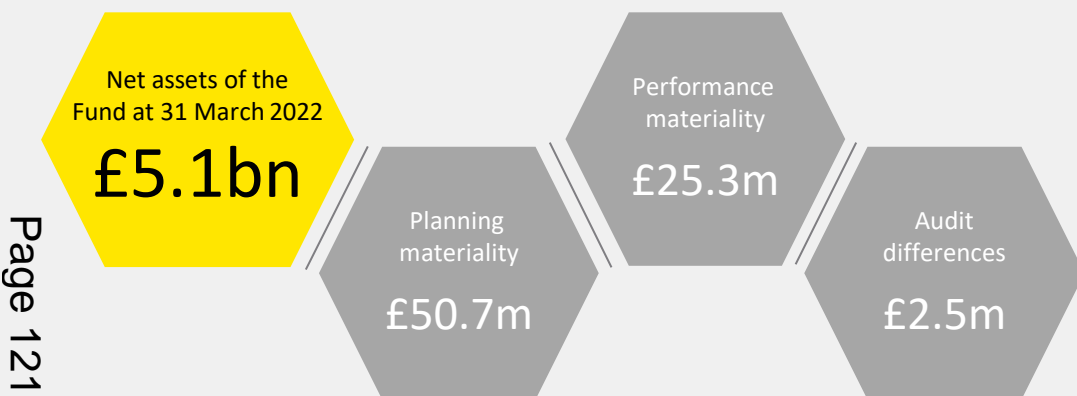 Net assets of the
Fund at 31 March 2022
£5.1bn
Planning
materiality
£50.7m
Performance
materiality
£25.3m
Audit
differences
£2.5m
Page 121